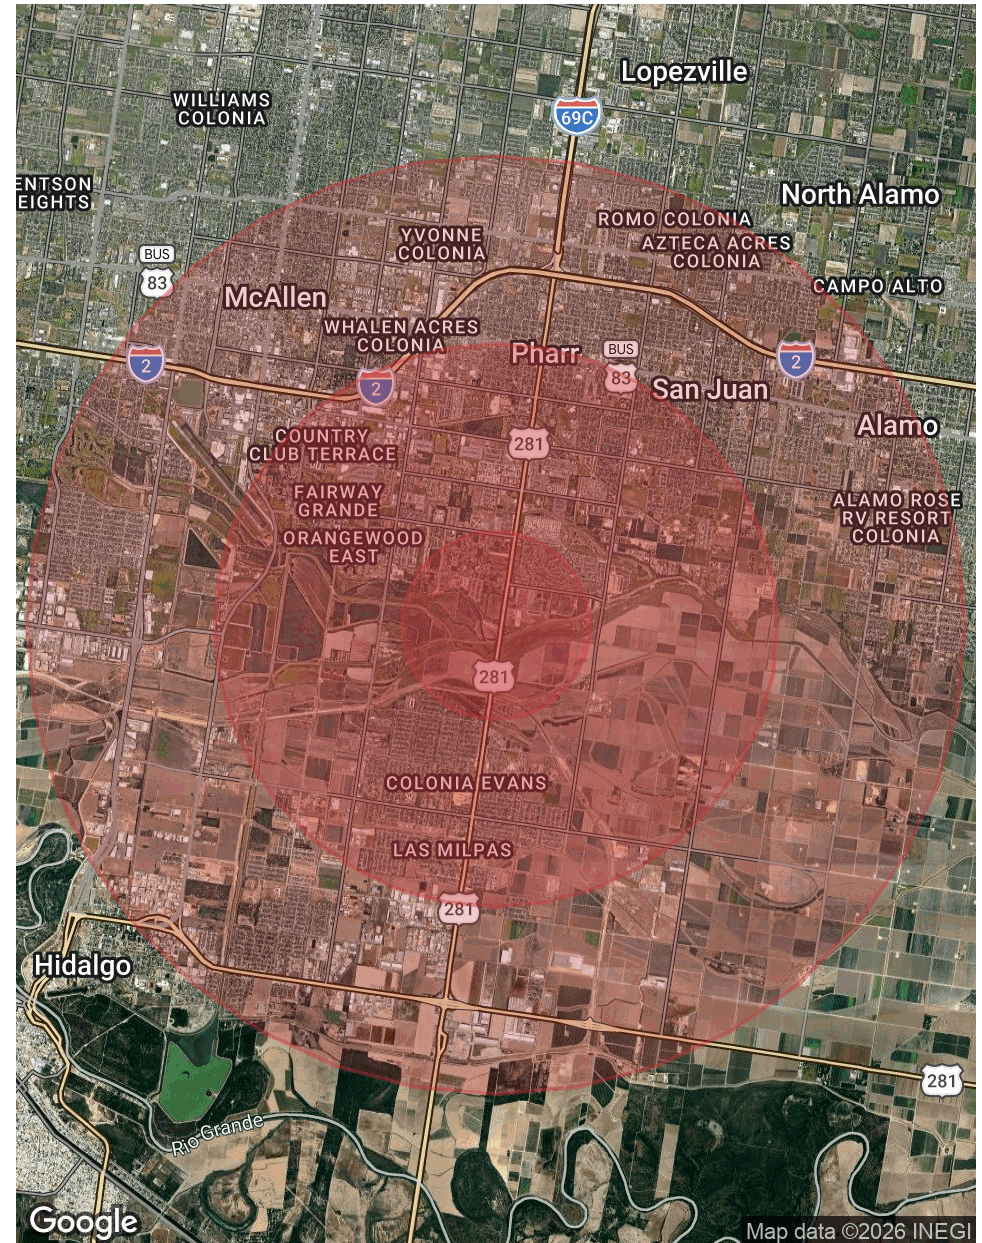 Lopezville
WILLIAMS
COLONIA
69C
ENTSON
EIGHTS
North Alamo
ROMO COLONIA
YVONNE
COLONIA
AZTECA ACRES
COLONIA
BUS
83
CAMPO ALTO
McAllen
WHALEN ACRES
COLONIA
Pharr
BUS
83
2
2
2
San Juan
Alamo
281
COUNTRY
CLUB TERRACE
FAIRWAY
GRANDE
ALAMO ROSE
RV RESORT
COLONIA
ORANGEWOOD
EAST
281
COLONIA EVANS
LAS MILPAS
281
Hidalgo
281
Rio Grande
Google
Map data ©2026 INEGI